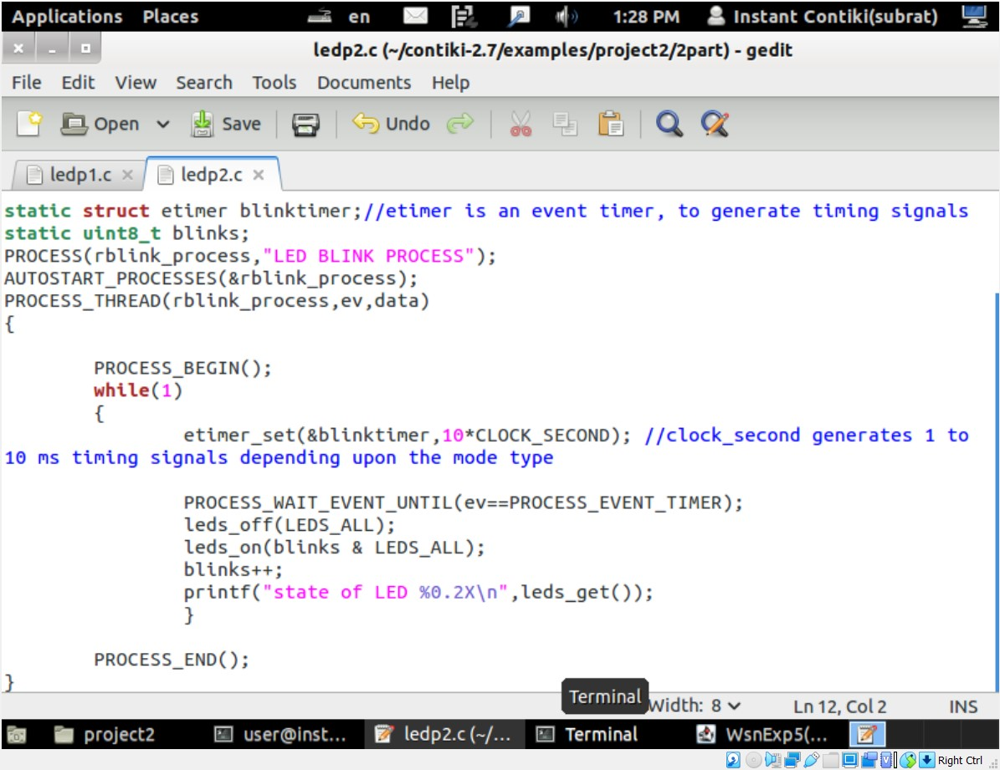 Applications Places en 1:28 PM Instant Contiki(subrat)
ledp2.c (~/contiki-2.7/examples/project2/2part) - gedit
File Edit View Search Tools Documents Help
Open Save Undo
ledp1.c ledp2.c
static struct etimer blinktimer;//etimer is an event timer, to generate timing signals
static uint8_t blinks;
PROCESS(rblink_process,"LED BLINK PROCESS");
AUTOSTART_PROCESSES(&rblink_process);
PROCESS_THREAD(rblink_process,ev,data)
{
PROCESS_BEGIN();
while(1)
{
etimer_set(&blinktimer,10*CLOCK_SECOND); //clock_second generates 1 to
10 ms timing signals depending upon the mode type
PROCESS_WAIT_EVENT_UNTIL(ev==PROCESS_EVENT_TIMER);
leds_off(LEDS_ALL);
leds_on(blinks & LEDS_ALL);
blinks++;
printf("state of LED %0.2X\n",leds_get());
}
PROCESS_END();
}
Terminal Width: 8 Ln 12, Col 2 INS
project2 user@inst... ledp2.c (~/... Terminal WsnExp5(...
Right Ctrl